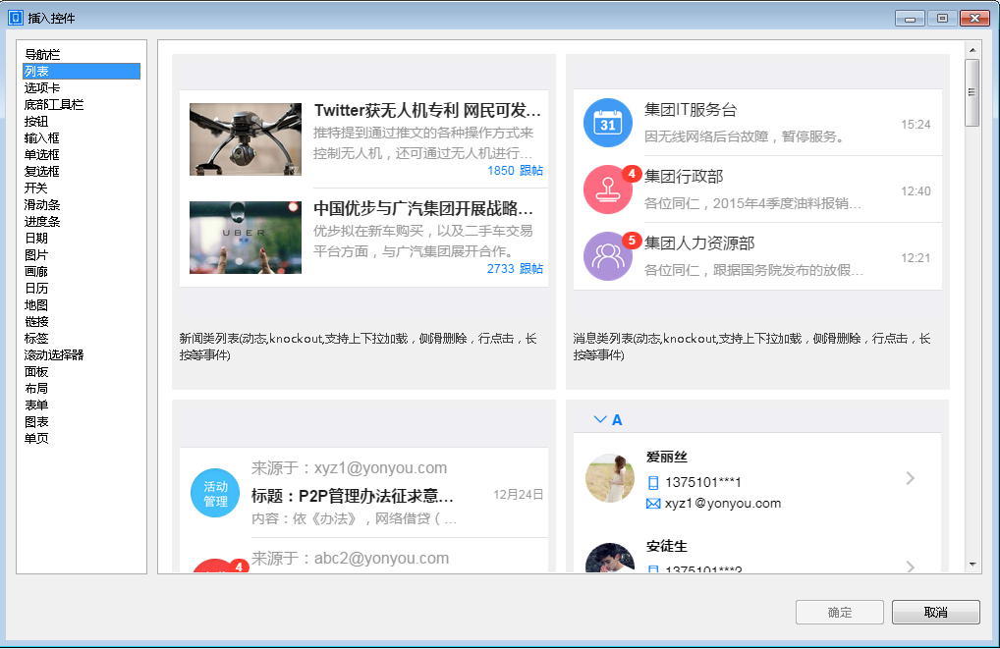 插入控件
导航栏
列表
选项卡
底部工具栏
按钮
输入框
单选框
复选框
开关
滑动条
进度条
日期
图片
画廊
日历
地图
链接
标签
滚动选择器
面板
布局
表单
图表
单页
Twitter获无人机专利 网民可发...
推特提到通过推文的各种操作方式来
控制无人机，还可通过无人机进行...
1850 跟帖
UBER
中国优步与广汽集团开展战略...
优步拟在新车购买，以及二手车交易
平台方面，与广汽集团展开合作。
2733 跟帖
新闻类列表(动态,knockout,支持上下拉加载，侧滑删除，行点击，长
按等事件)
31
集团IT服务台
15:24
因无线网络后台故障，暂停服务。
4
集团行政部
12:40
各位同仁，2015年4季度油料报销...
5
集团人力资源部
12:21
各位同仁，跟据国务院发布的放假...
消息类列表(动态,knockout,支持上下拉加载，侧滑删除，行点击，长
按等事件)
活动
管理
来源于：xyz1@yonyou.com
标题：P2P管理办法征求意...
12月24日
内容：依《办法》，网络借贷（...
4
来源于：abc2@yonyou.com
A
爱丽丝
1375101***1
xyz1@yonyou.com
安徒生
1375101***2
确定
取消